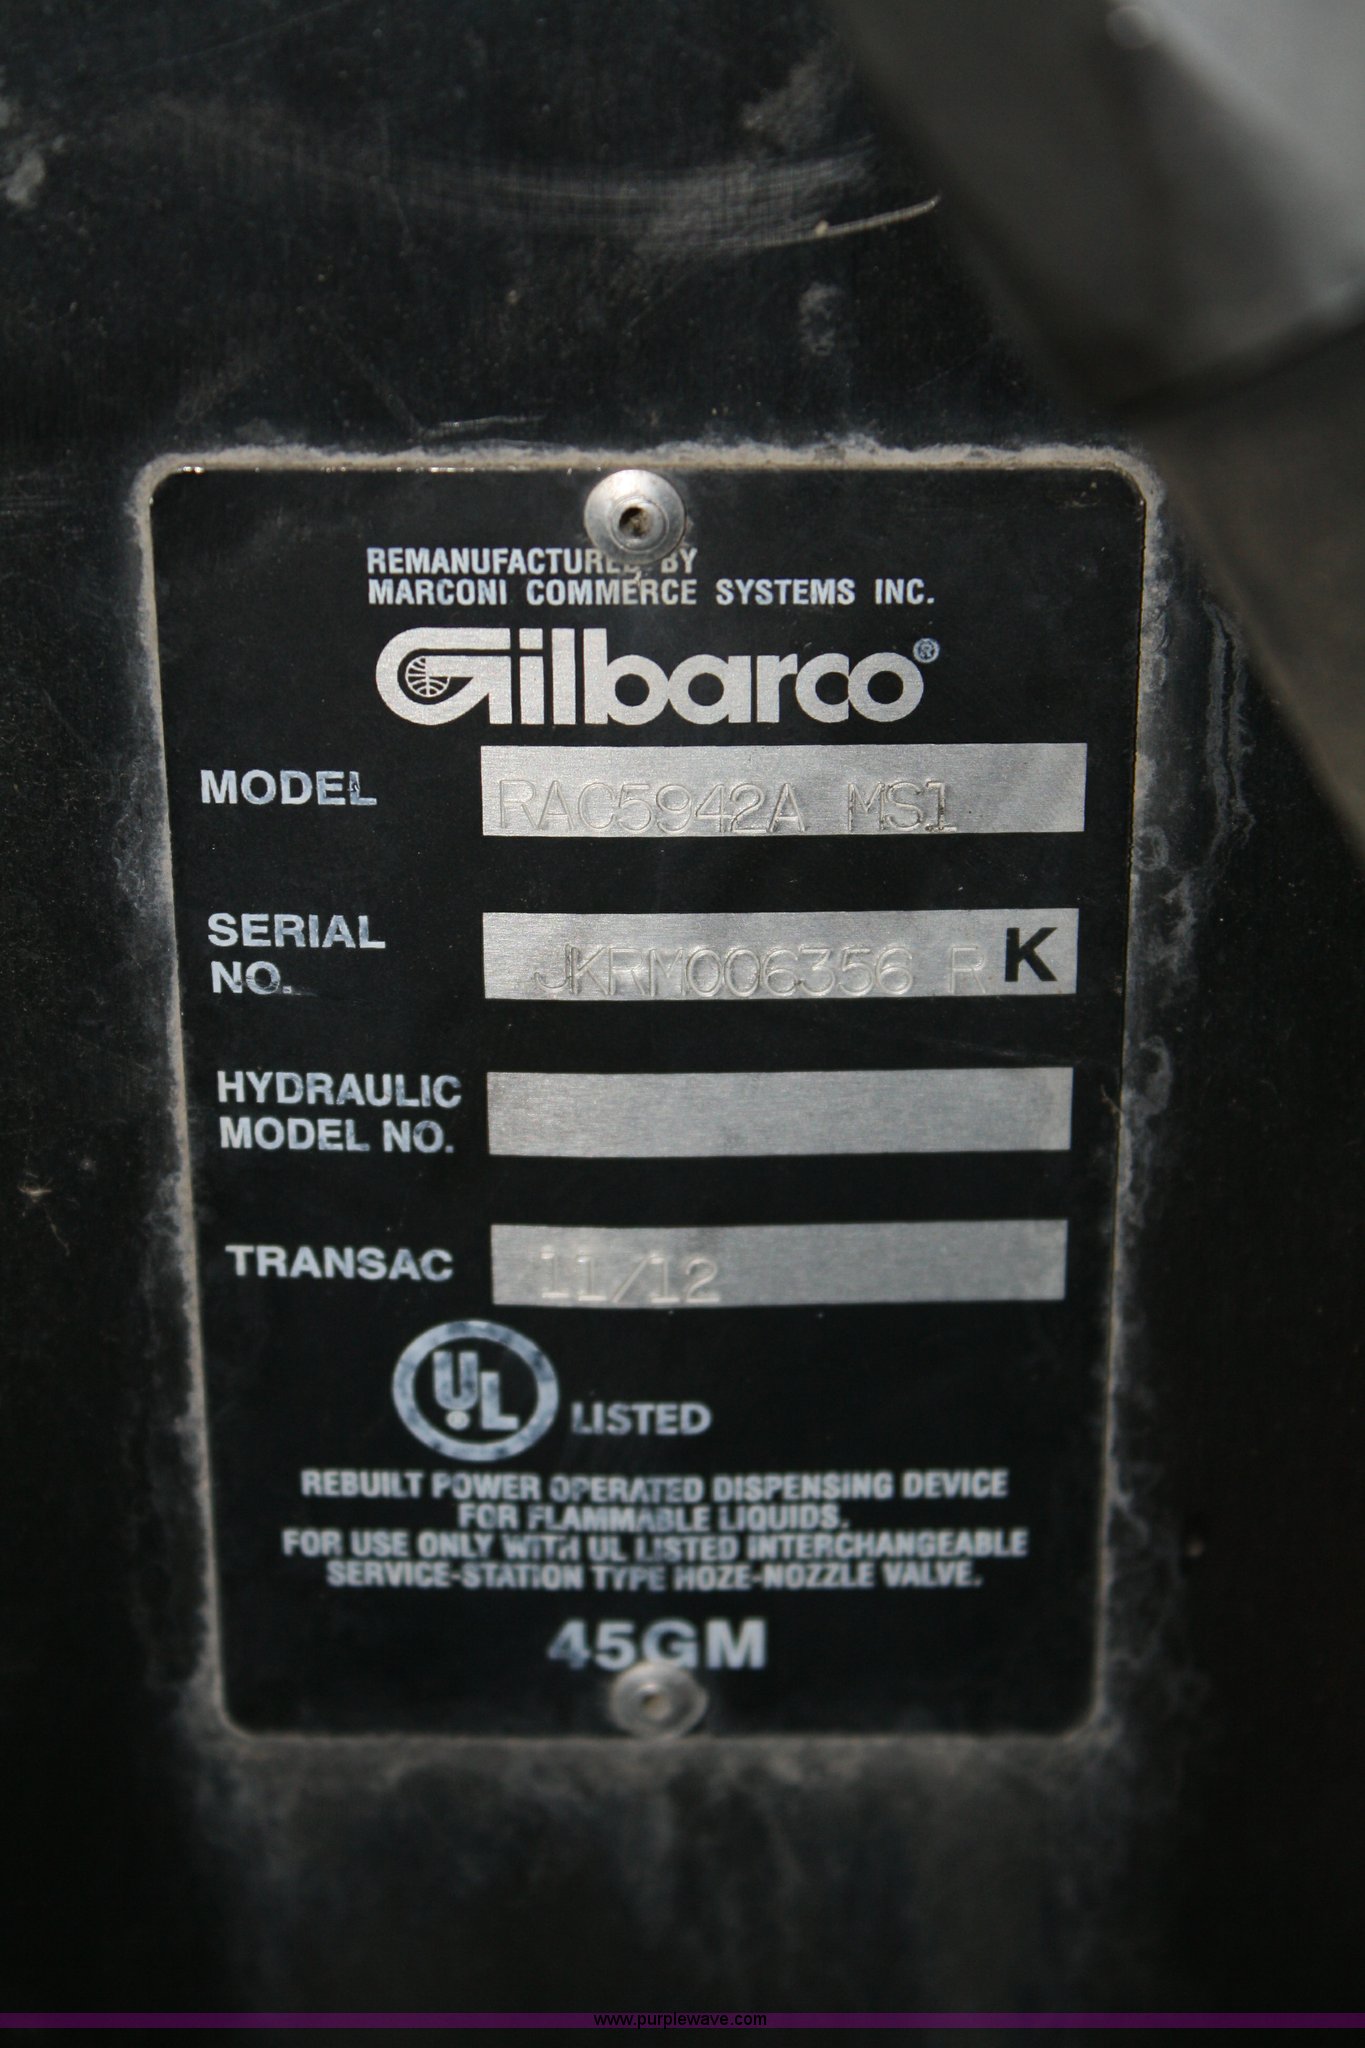 REMANUFACTURED BY
MARCONI COMMERCE SYSTEMS INC.
Gilbarco®
MODEL RAC5942A MS1
SERIAL NO. JKRM006356 R K
HYDRAULIC MODEL NO.
TRANSAC 11/12
UL LISTED
REBUILT POWER OPERATED DISPENSING DEVICE
FOR FLAMMABLE LIQUIDS.
FOR USE ONLY WITH UL LISTED INTERCHANGEABLE
SERVICE-STATION TYPE HOZE-NOZZLE VALVE.
45GM
www.purplewave.com